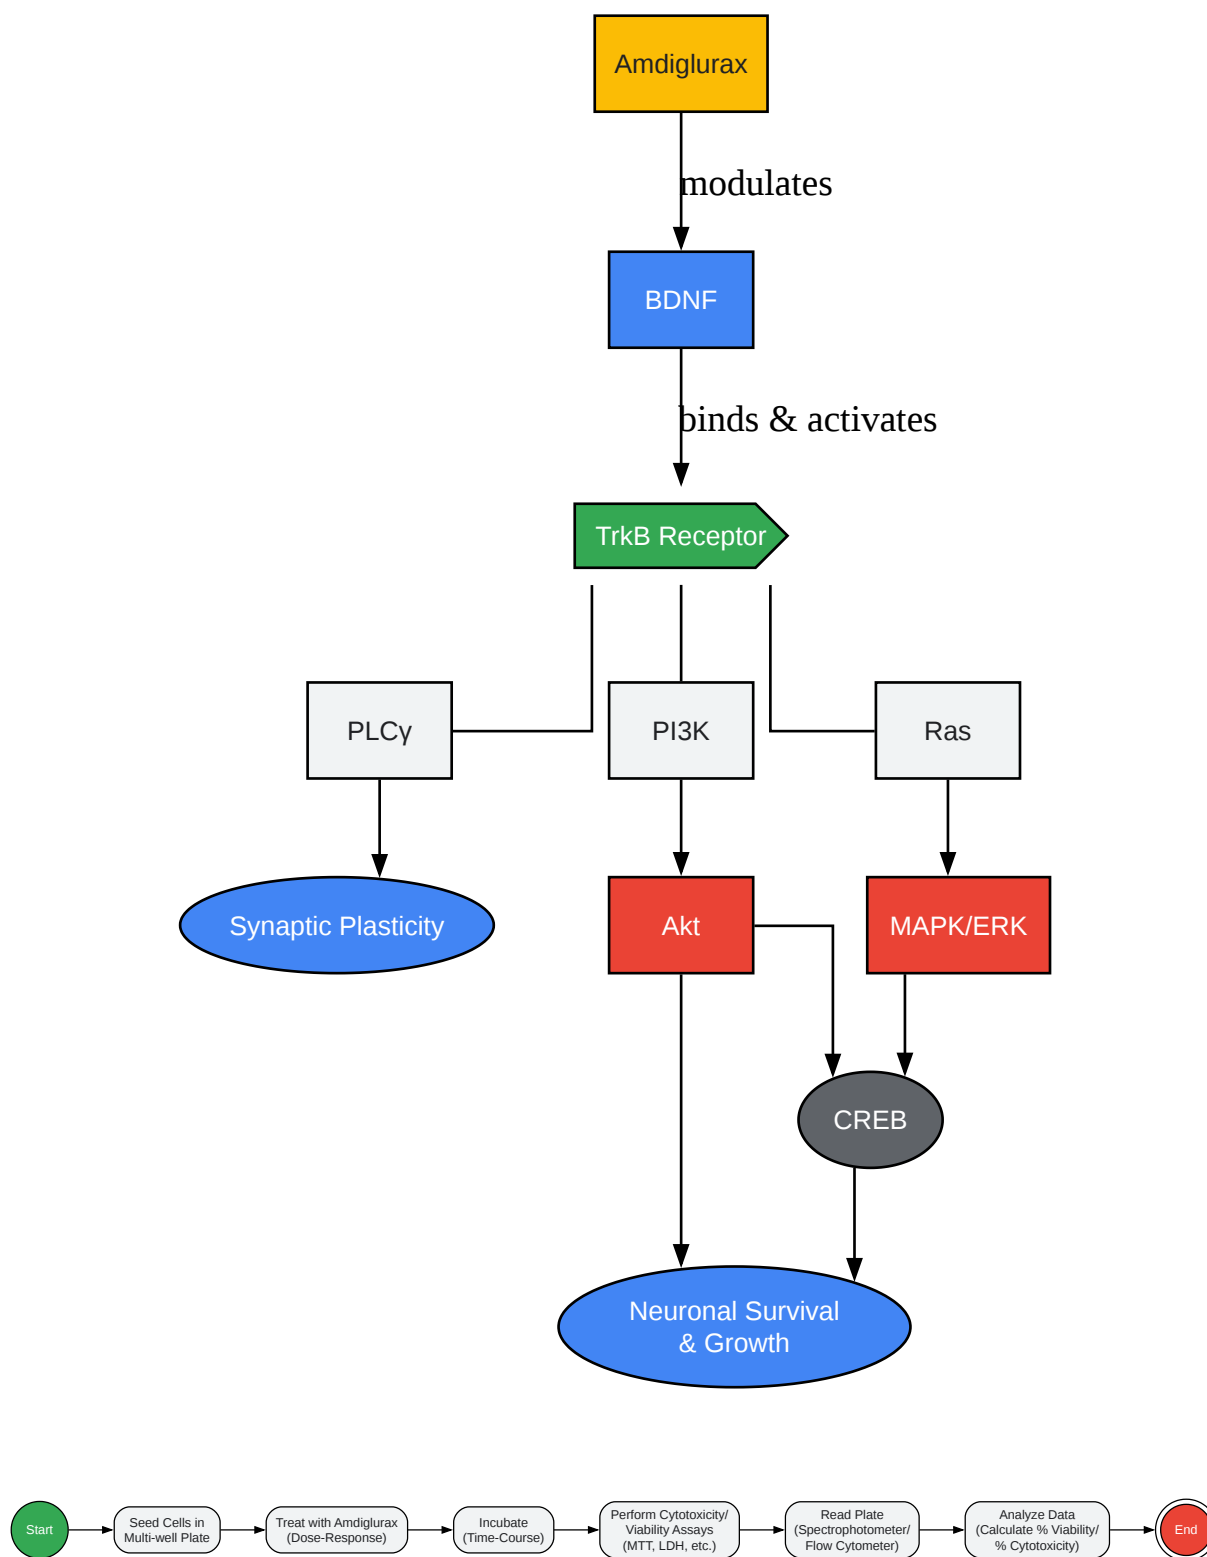 Amdiglurax
modulates
BDNF
binds & activates
TrkB Receptor
PLCγ
PI3K
Ras
Synaptic Plasticity
Akt
MAPK/ERK
CREB
Neuronal Survival
& Growth
Start
Seed Cells in
Multi-well Plate
Treat with Amdiglurax
(Dose-Response)
Incubate
(Time-Course)
Perform Cytotoxicity/
Viability Assays
(MTT, LDH, etc.)
Read Plate
(Spectrophotometer/
Flow Cytometer)
Analyze Data
(Calculate % Viability/
% Cytotoxicity)
End